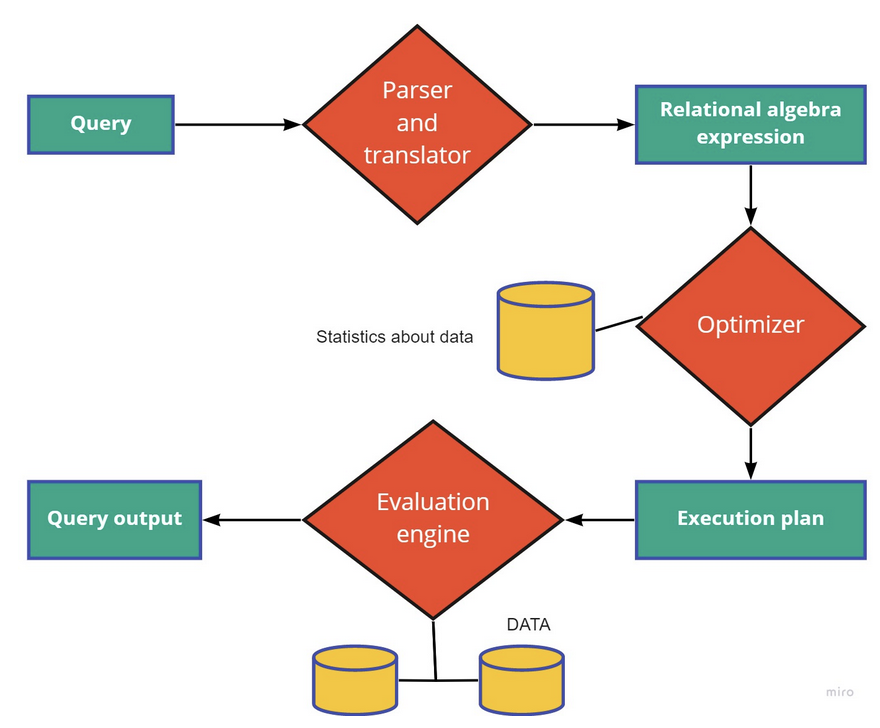 Query
Parser
and
translator
Relational algebra
expression
Statistics about data
Optimizer
Query output
Evaluation
engine
Execution plan
DATA
miro